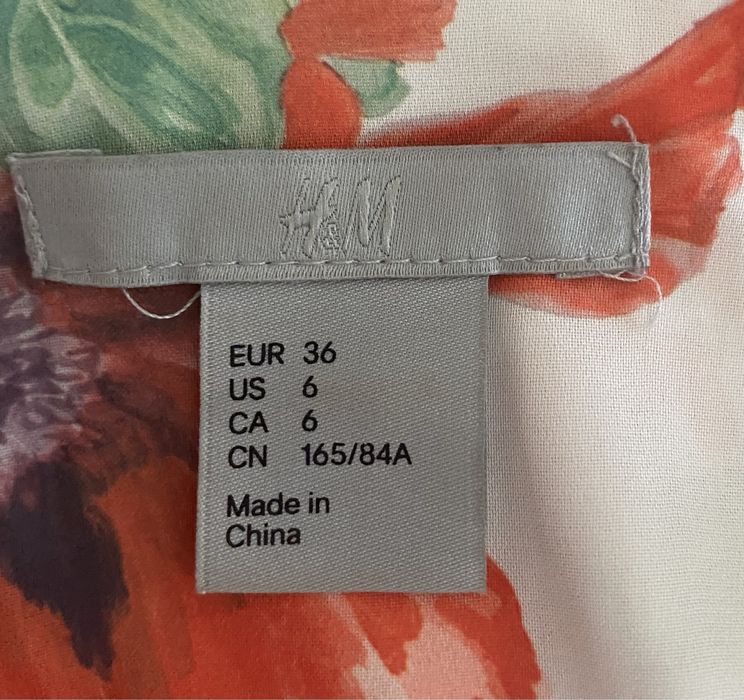 H&M
EUR 36
US 6
CA 6
CN 165/84A
Made in
China